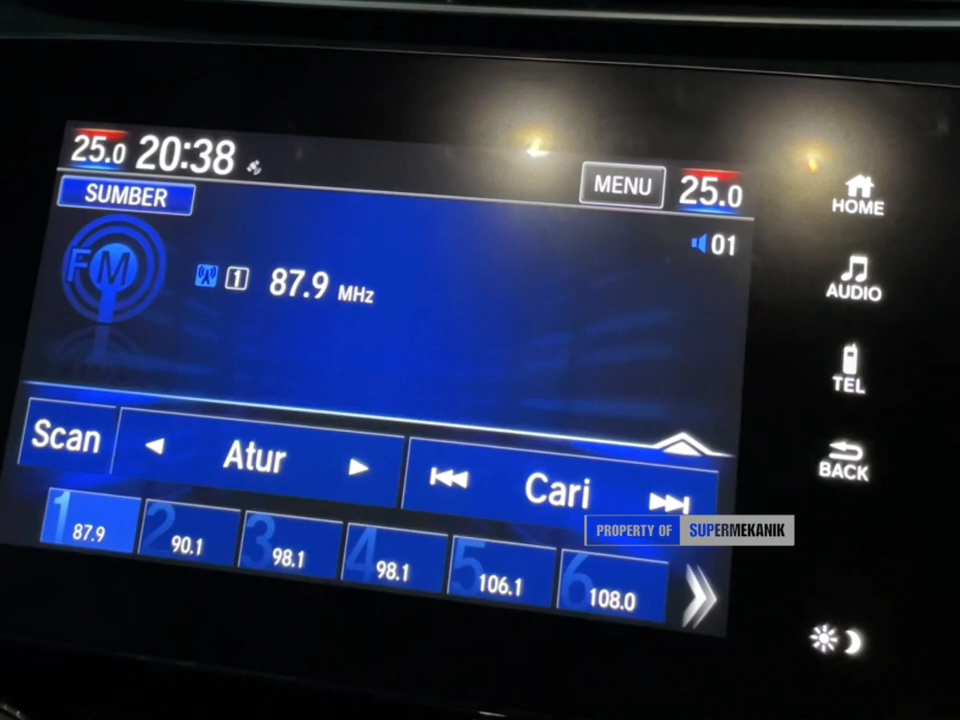 25.0 20:38
MENU 25.0
SUMBER
01
FM
1 87.9 MHz
Scan Atur Cari
1 87.9
2 90.1
3 98.1
4 98.1
5 106.1
6 108.0
HOME
AUDIO
TEL
BACK
PROPERTY OF SUPERMEKANIK